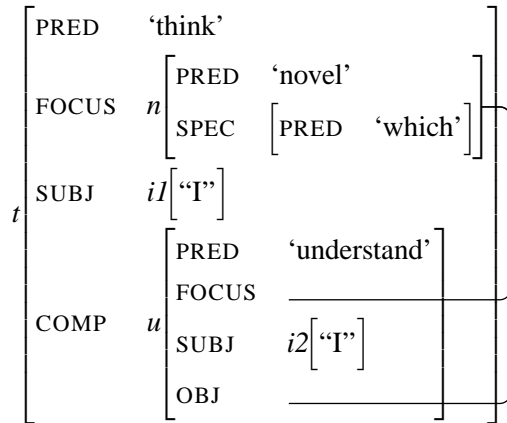 PRED ‘think’
PRED ‘novel’
FOCUS n
SPEC PRED ‘which’
SUBJ i1 “I”
t
PRED ‘understand’
FOCUS
COMP u
SUBJ i2 “I”
OBJ